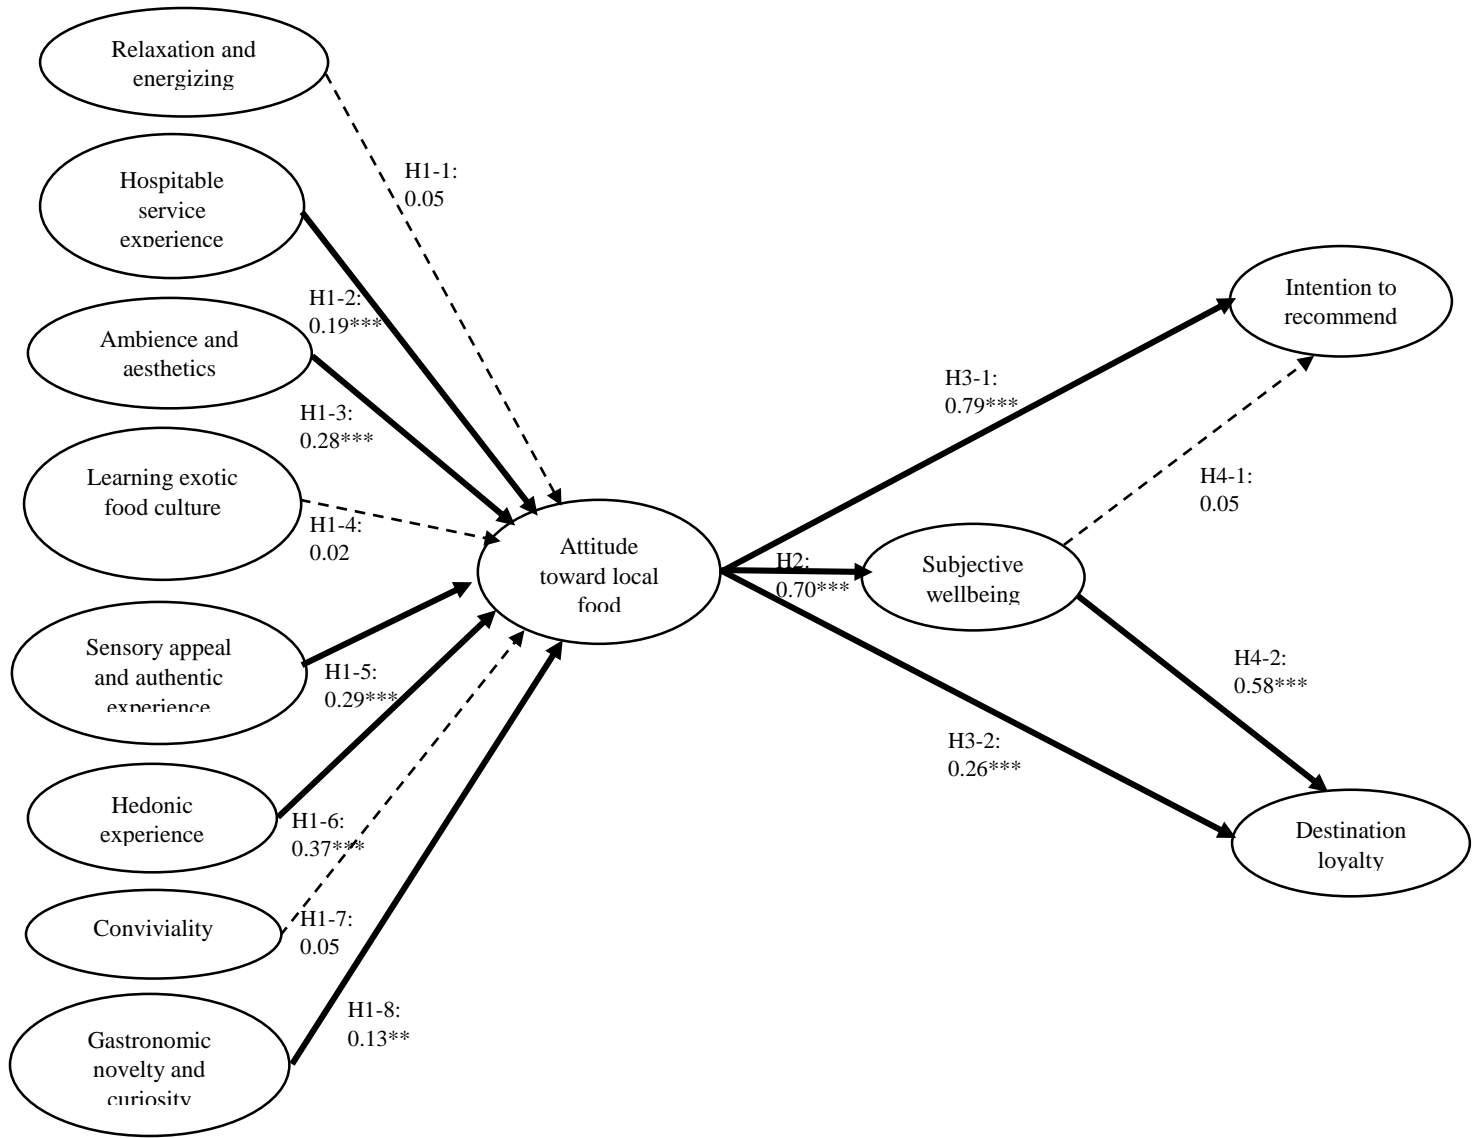 Relaxation and
energizing
H1-1:
0.05
Hospitable
service
experience
H1-2:
0.19***
Ambience and
aesthetics
H1-3:
0.28***
Learning exotic
food culture
H1-4:
0.02
Sensory appeal
and authentic
experience
H1-5:
0.29***
Hedonic
experience
H1-6:
0.37***
Conviviality
H1-7:
0.05
Gastronomic
novelty and
curiosity
H1-8:
0.13**
Attitude
toward local
food
H2:
0.70***
H3-1:
0.79***
Intention to
recommend
H4-1:
0.05
Subjective
wellbeing
H4-2:
0.58***
H3-2:
0.26***
Destination
loyalty